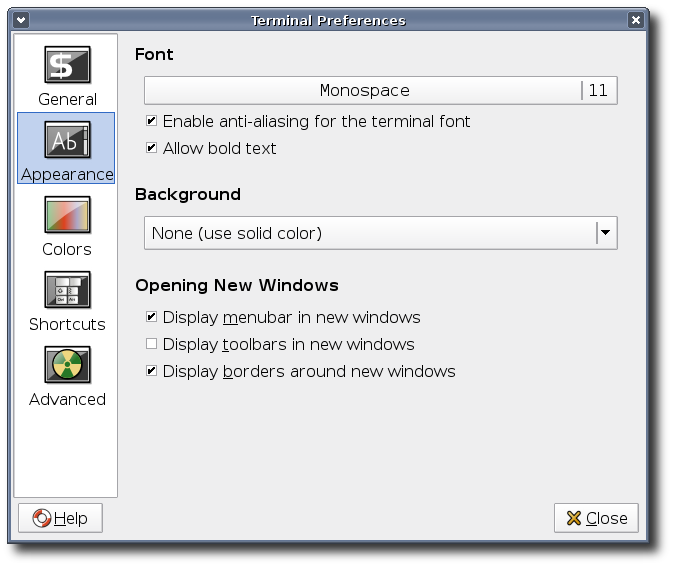 Terminal Preferences
General
Appearance
Colors
Shortcuts
Advanced
Font
Monospace 11
Enable anti-aliasing for the terminal font
Allow bold text
Background
None (use solid color)
Opening New Windows
Display menubar in new windows
Display toolbars in new windows
Display borders around new windows
Help
Close